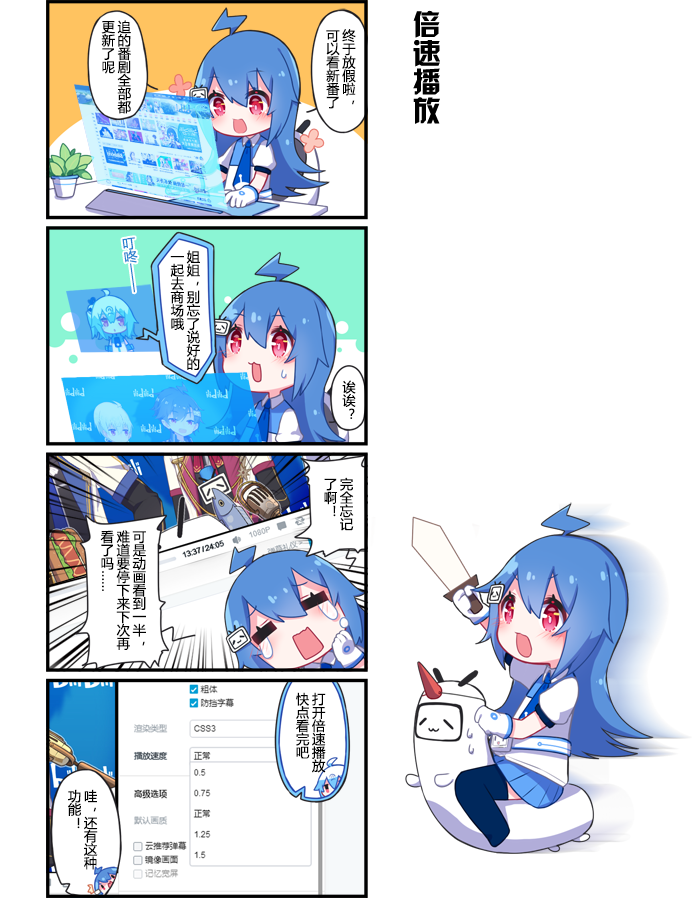 倍速播放
终于放假啦，
可以看新番了
追的番剧全部都
更新了呢
叮咚——
姐姐，别忘了说好的
一起去商场哦
诶诶？
完全忘记
了啊！
13:37/24:05
1080P
弹幕礼仪
可是动画看到一半，
难道要停下来下次再
看了吗……
粗体
防挡字幕
渲染类型
CSS3
播放速度
正常
0.5
高级选项
0.75
默认画质
正常
1.25
云推荐弹幕
镜像画面
1.5
记忆宽屏
打开倍速播放
快点看完吧
哇，还有这种
功能！